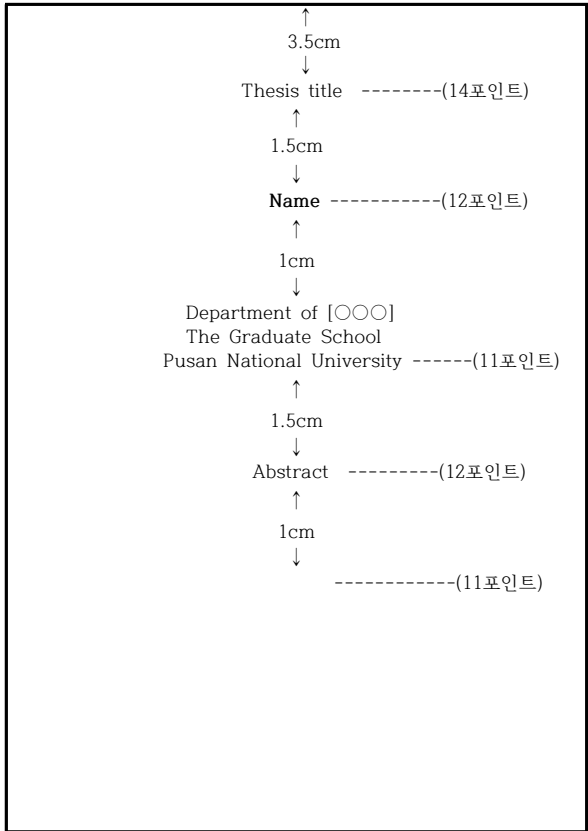 ↑
3.5cm
↓
Thesis title --------(14포인트)
↑
1.5cm
↓
Name -----------(12포인트)
↑
1cm
↓
Department of [○○○]
The Graduate School
Pusan National University ------(11포인트)
↑
1.5cm
↓
Abstract ---------(12포인트)
↑
1cm
↓
------------(11포인트)